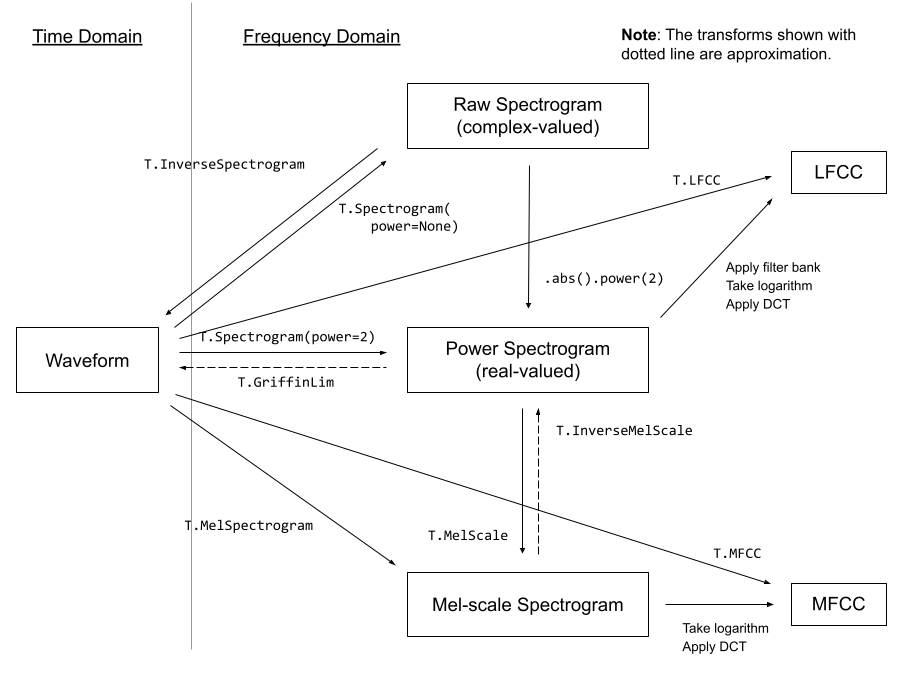 Time Domain
Frequency Domain
Note: The transforms shown with
dotted line are approximation.
Raw Spectrogram
(complex-valued)
T.InverseSpectrogram
T.LFCC
LFCC
T.Spectrogram(
power=None)
.abs().power(2)
Apply filter bank
Take logarithm
Apply DCT
T.Spectrogram(power=2)
Waveform
Power Spectrogram
(real-valued)
T.GriffinLim
T.InverseMelScale
T.MelSpectrogram
T.MelScale
T.MFCC
Mel-scale Spectrogram
MFCC
Take logarithm
Apply DCT